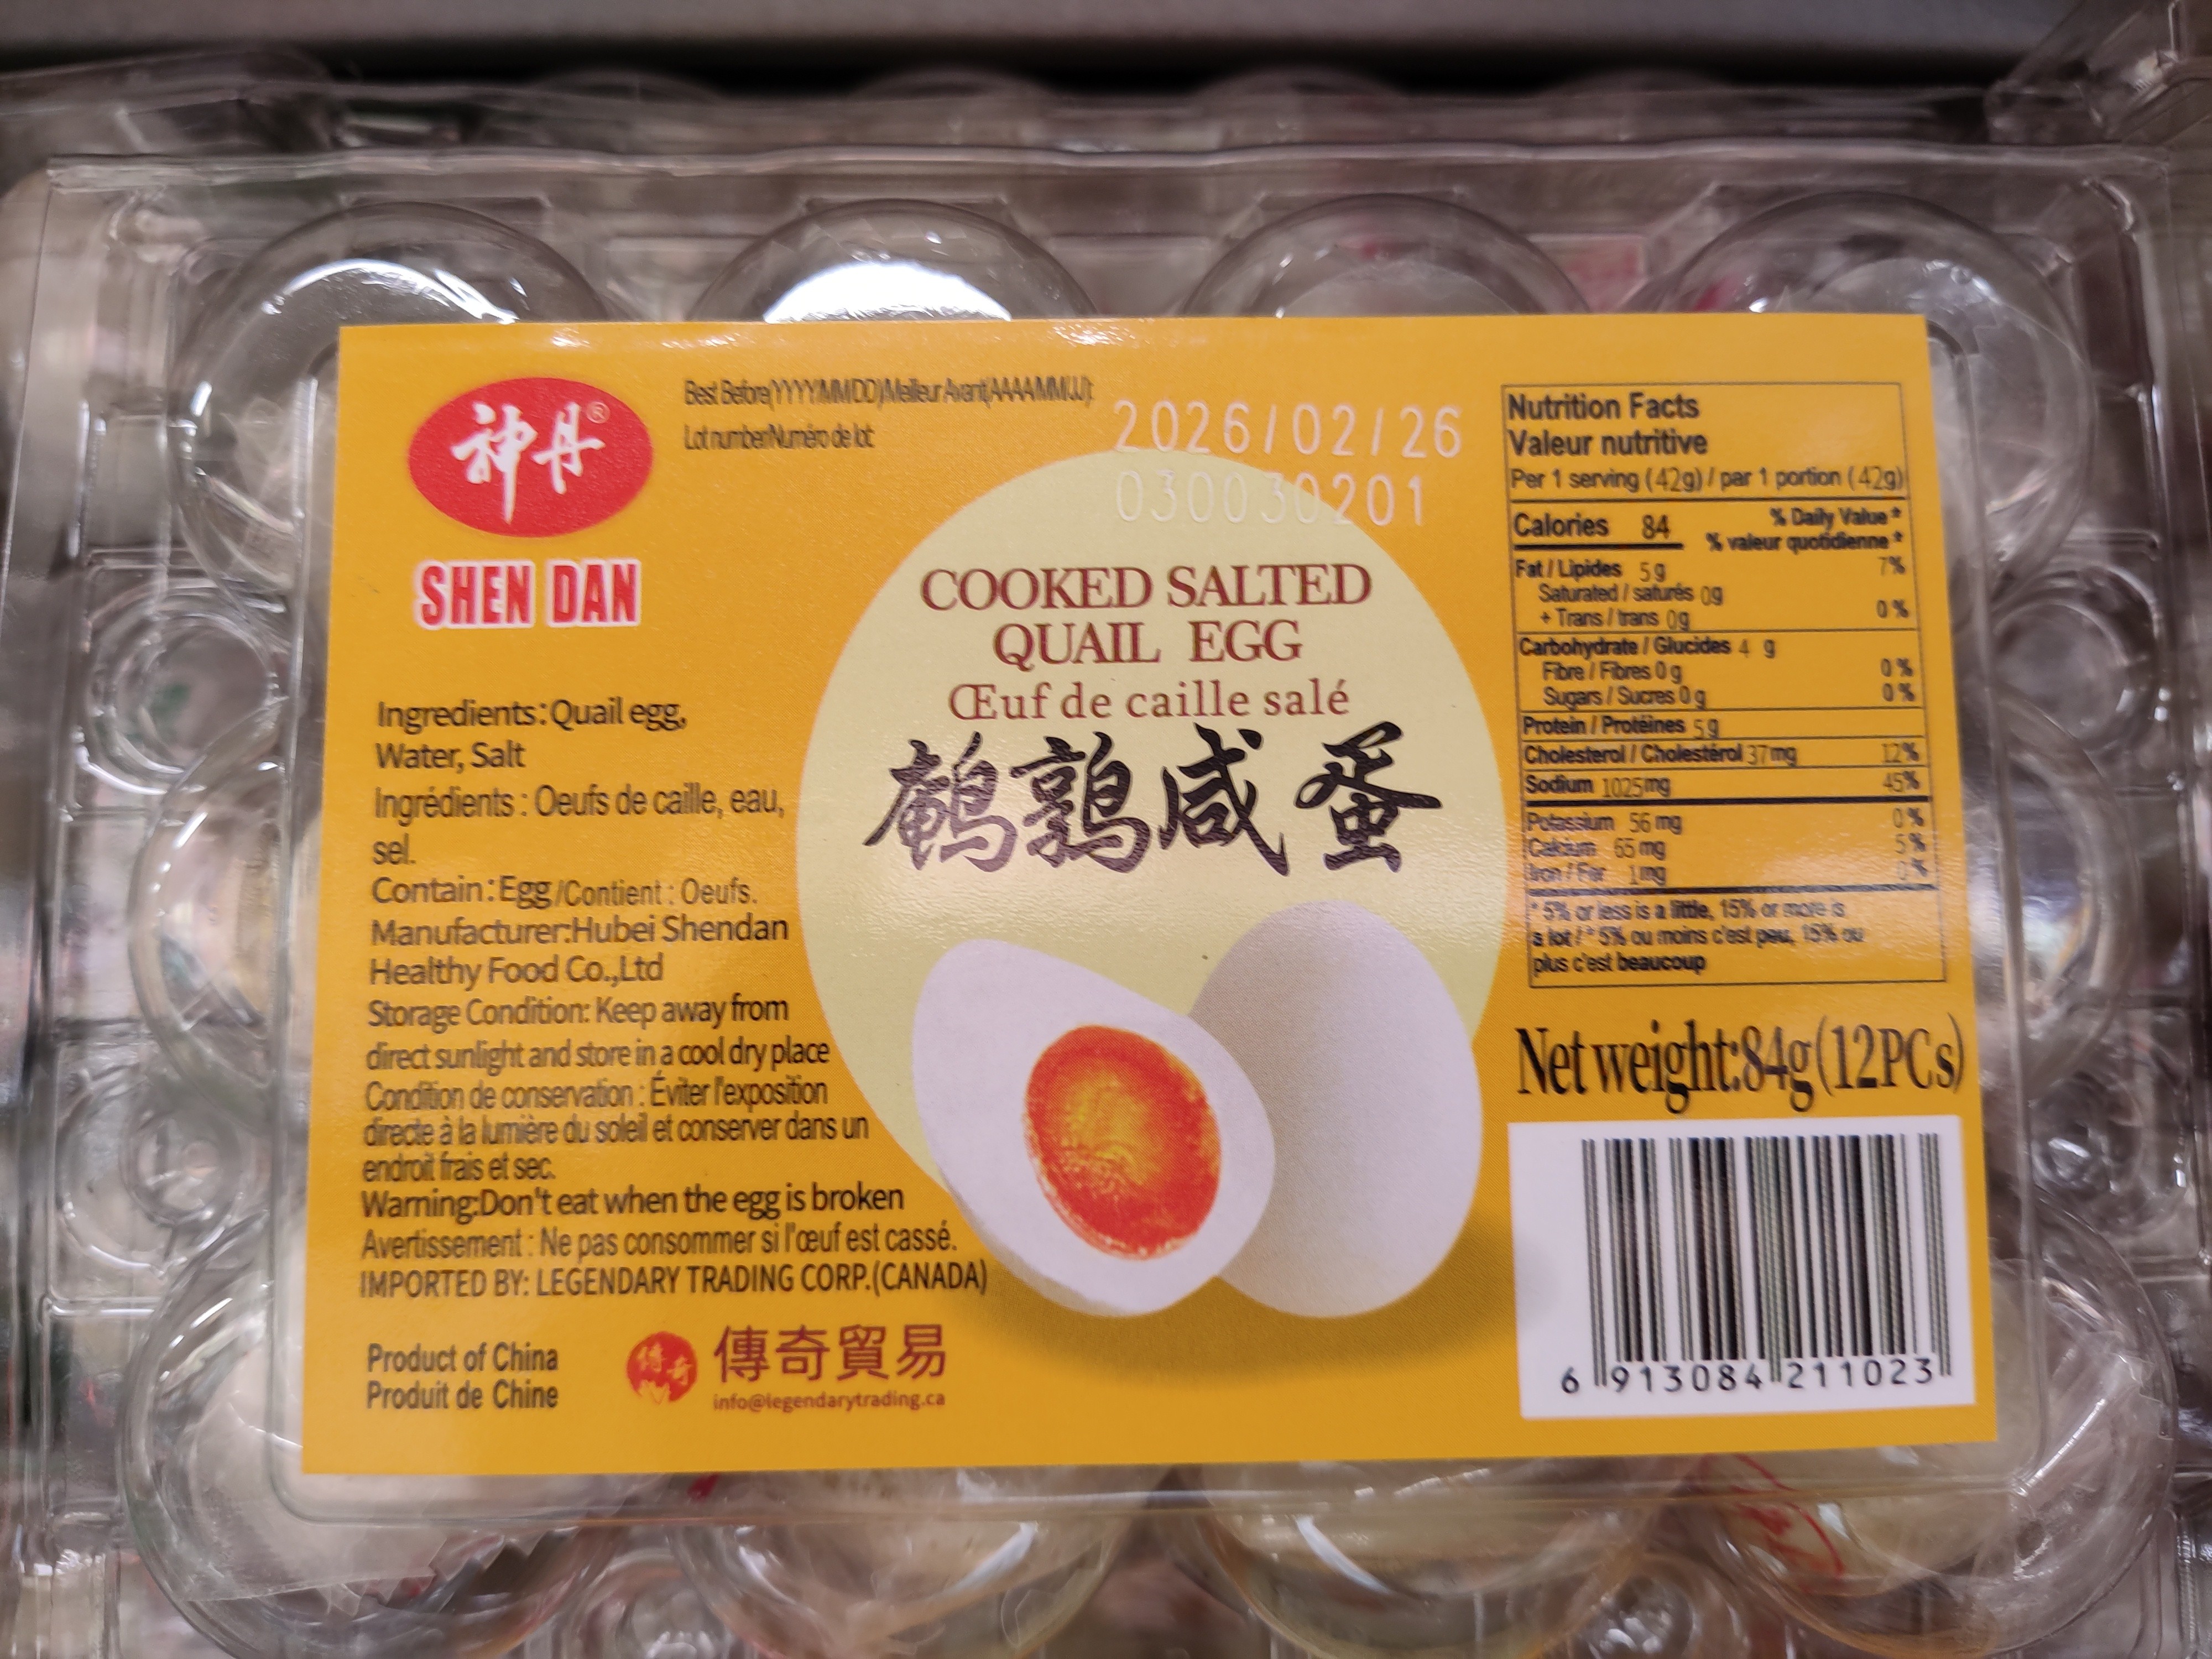 神丹®
SHEN DAN
Best Before(YYYY/MM/DD)/Meilleur Avant(AAAA/MM/JJ):
Lot number/Numéro de lot:
2026/02/26
030030201
COOKED SALTED
QUAIL EGG
Œuf de caille salé
鹌鹑咸蛋
Ingredients:Quail egg,
Water, Salt
Ingrédients : Oeufs de caille, eau,
sel.
Contain:Egg/Contient : Oeufs.
Manufacturer:Hubei Shendan
Healthy Food Co.,Ltd
Storage Condition: Keep away from
direct sunlight and store in a cool dry place
Condition de conservation : Éviter l'exposition
directe à la lumière du soleil et conserver dans un
endroit frais et sec.
Warning:Don't eat when the egg is broken
Avertissement : Ne pas consommer si l'œuf est cassé.
IMPORTED BY: LEGENDARY TRADING CORP.(CANADA)
Product of China
Produit de Chine
傳奇
傳奇貿易
info@legendarytrading.ca
Nutrition Facts
Valeur nutritive
Per 1 serving (42g) / par 1 portion (42g)
Calories 84
% Daily Value*
% valeur quotidienne*
Fat / Lipides 5g 7%
Saturated / saturés 0g
+ Trans / trans 0g 0%
Carbohydrate / Glucides 4 g
Fibre / Fibres 0g 0%
Sugars / Sucres 0g 0%
Protein / Protéines 5g
Cholesterol / Cholestérol 37mg 12%
Sodium 1025mg 45%
Potassium 56mg 0%
Calcium 65mg 5%
Iron / Fer 1mg 0%
* 5% or less is a little, 15% or more is
a lot / * 5% ou moins c'est peu, 15% ou
plus c'est beaucoup
Net weight:84g(12PCs)
6 913084 211023